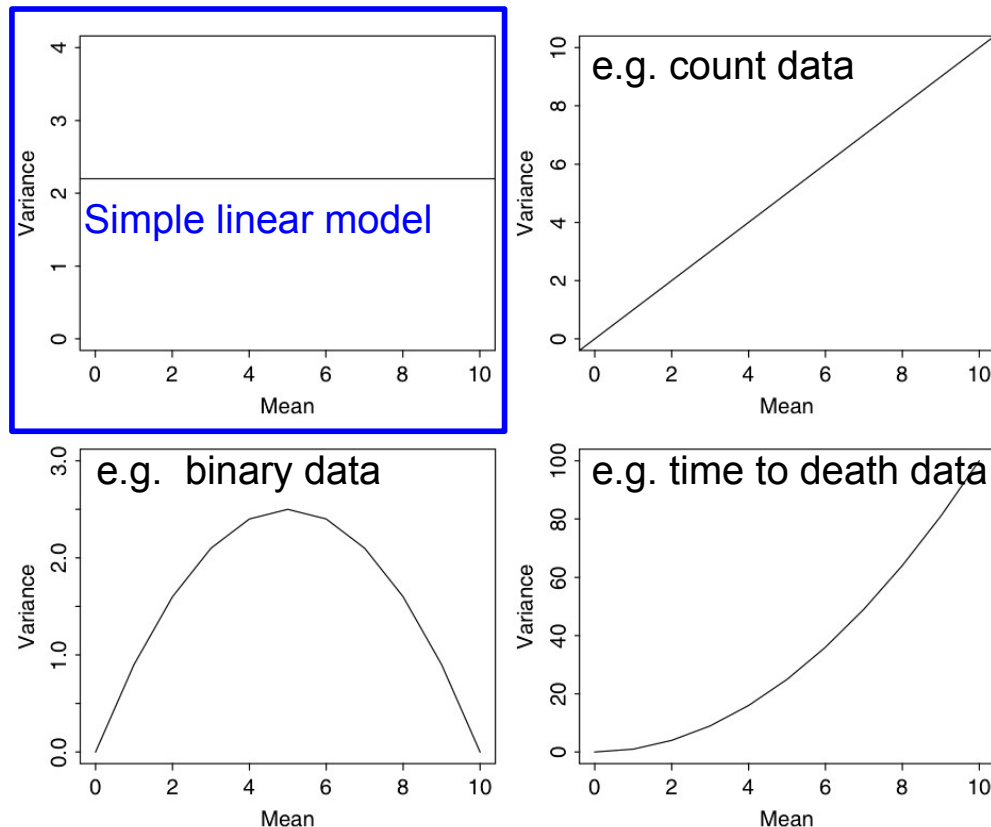 4
3
2
1
0
Variance
Simple linear model
0 2 4 6 8 10
Mean
e.g. count data
10
8
6
4
2
0
Variance
0 2 4 6 8 10
Mean
e.g.  binary data
3.0
2.0
1.0
0.0
Variance
0 2 4 6 8 10
Mean
e.g. time to death data
100
80
60
40
20
0
Variance
0 2 4 6 8 10
Mean